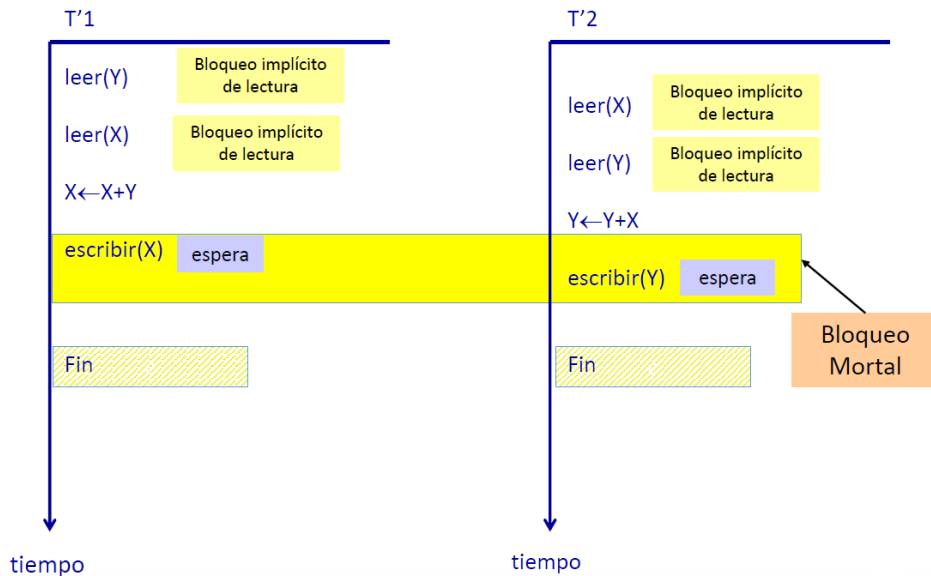 T'1
leer(Y)
Bloqueo implícito
de lectura
leer(X)
Bloqueo implícito
de lectura
X←X+Y
escribir(X)
espera
Fin
tiempo
T'2
leer(X)
Bloqueo implícito
de lectura
leer(Y)
Bloqueo implícito
de lectura
Y←Y+X
escribir(Y)
espera
Fin
tiempo
Bloqueo
Mortal